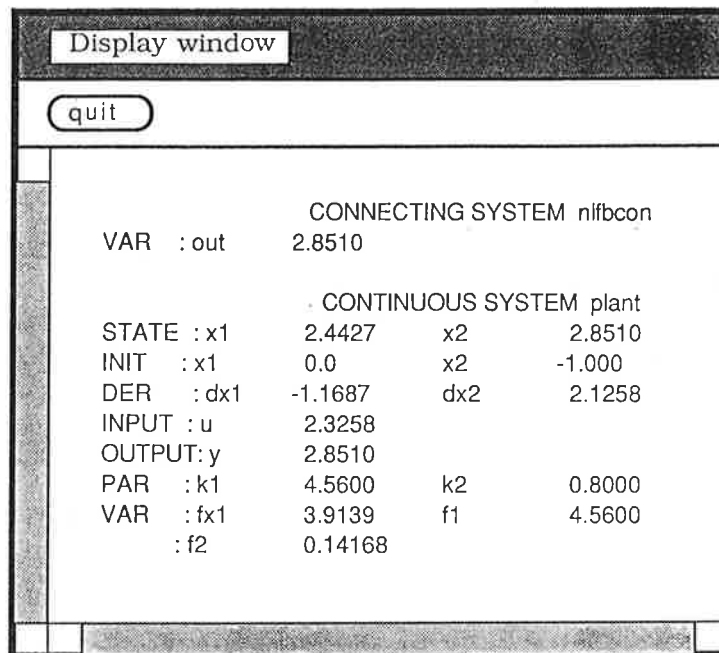 Display window
quit
CONNECTING SYSTEM nlfbcon
VAR : out 2.8510
CONTINUOUS SYSTEM plant
STATE : x1 2.4427 x2 2.8510
INIT : x1 0.0 x2 -1.000
DER : dx1 -1.1687 dx2 2.1258
INPUT : u 2.3258
OUTPUT: y 2.8510
PAR : k1 4.5600 k2 0.8000
VAR : fx1 3.9139 f1 4.5600
: f2 0.14168